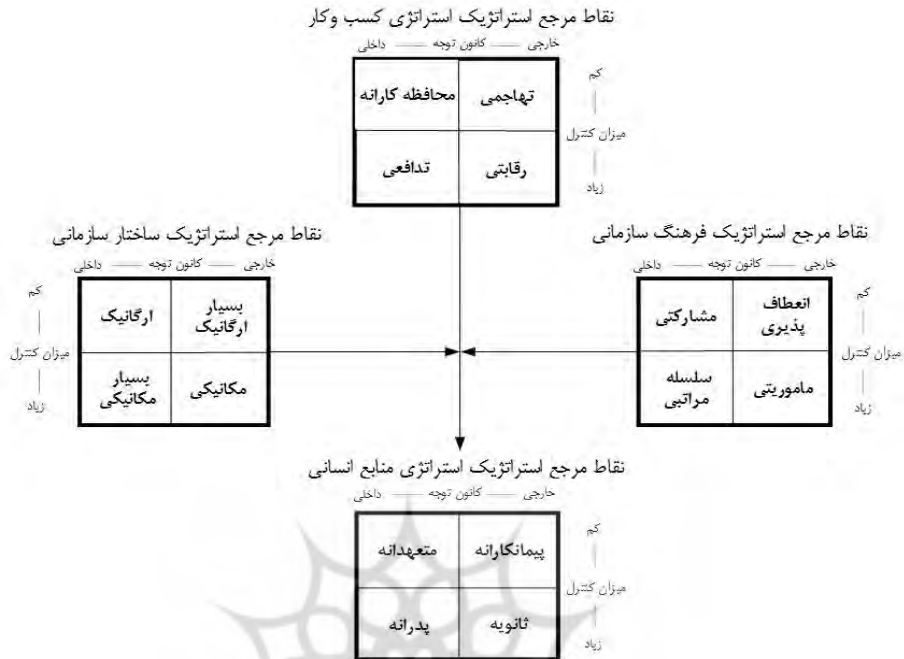 نقاط مرجع استراتژیک استراتژی کسب وکار
خارجی —— کانون توجه —— داخلی
تهاجمی
محافظه کارانه
رقابتی
تدافعی
کم
میزان کنترل
زیاد
نقاط مرجع استراتژیک فرهنگ سازمانی
خارجی —— کانون توجه —— داخلی
انعطاف
پذیری
مشارکتی
ماموریتی
سلسله
مراتبی
کم
میزان کنترل
زیاد
نقاط مرجع استراتژیک ساختار سازمانی
خارجی —— کانون توجه —— داخلی
بسیار
ارگانیک
ارگانیک
مکانیکی
بسیار
مکانیکی
کم
میزان کنترل
زیاد
نقاط مرجع استراتژیک استراتژی منابع انسانی
خارجی —— کانون توجه —— داخلی
پیمانکارانه
متعهدانه
ثانویه
پدرانه
کم
میزان کنترل
زیاد